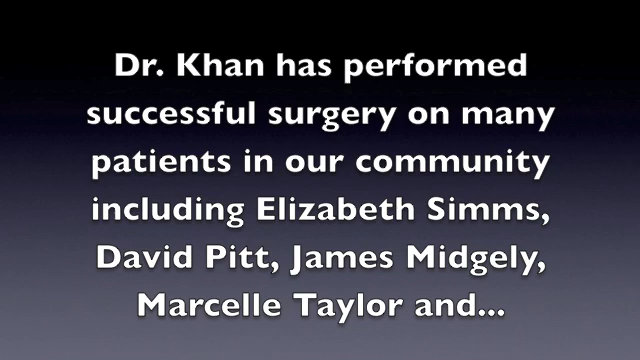 Dr. Khan has performed
successful surgery on many
patients in our community
including Elizabeth Simms,
David Pitt, James Midgely,
Marcelle Taylor and...